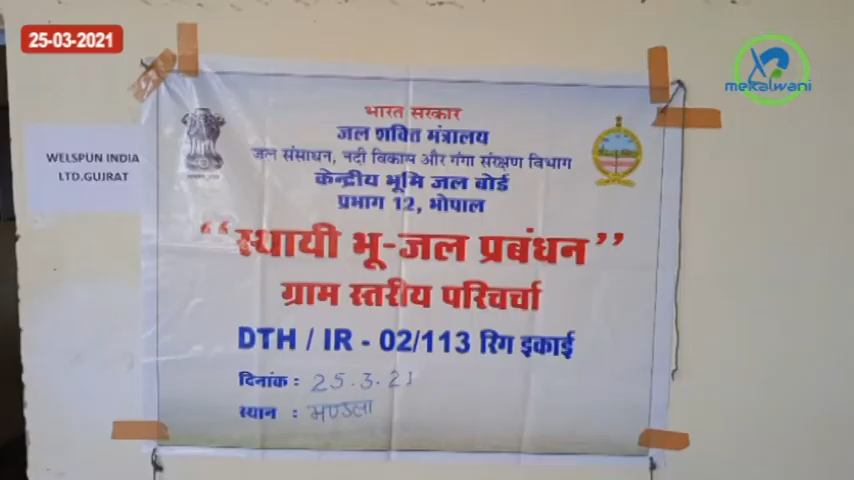 25-03-2021
mekalwani
WELSPUN INDIA
LTD.GUJRAT
भारत सरकार
जल शक्ति मंत्रालय
जल संसाधन, नदी विकास और गंगा संरक्षण विभाग
केन्द्रीय भूमि जल बोर्ड
प्रभाग 12, भोपाल
“स्थायी भू-जल प्रबंधन”
ग्राम स्तरीय परिचर्चा
DTH / IR - 02/113 रिग इकाई
दिनांक : 25.3.21
स्थान : मण्डला